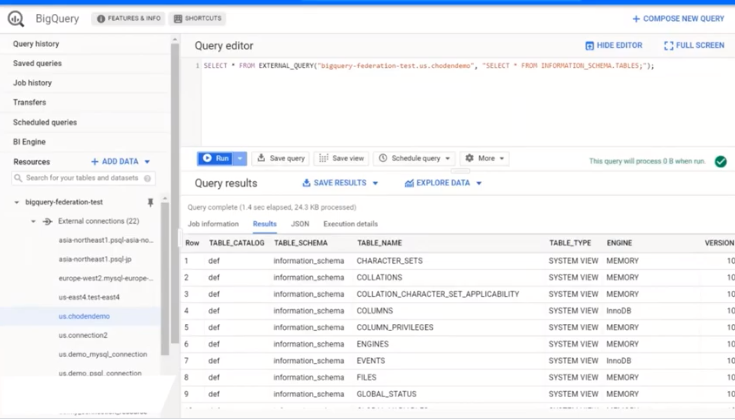 BigQuery
FEATURES & INFO
SHORTCUTS
+ COMPOSE NEW QUERY
Query history
Saved queries
Job history
Transfers
Scheduled queries
BI Engine
Resources
+ ADD DATA
Search for your tables and datasets
bigquery-federation-test
External connections (22)
asia-northeast1.psql-asia-no...
asia-northeast1.psql-jp
europe-west2.mysql-europe-...
us-east4.test-east4
us.chodendemo
us.connection2
us.demo_mysql_connection
us.demo_psql_connection
Query editor
HIDE EDITOR
FULL SCREEN
1 SELECT * FROM EXTERNAL_QUERY("bigquery-federation-test.us.chodendemo", "SELECT * FROM INFORMATION_SCHEMA.TABLES;");
Run
Save query
Save view
Schedule query
More
This query will process 0 B when run.
Query results
SAVE RESULTS
EXPLORE DATA
Query complete (1.4 sec elapsed, 24.3 KB processed)
Job information Results JSON Execution details
Row TABLE_CATALOG TABLE_SCHEMA TABLE_NAME TABLE_TYPE ENGINE VERSION
1 def information_schema CHARACTER_SETS SYSTEM VIEW MEMORY 10
2 def information_schema COLLATIONS SYSTEM VIEW MEMORY 10
3 def information_schema COLLATION_CHARACTER_SET_APPLICABILITY SYSTEM VIEW MEMORY 10
4 def information_schema COLUMNS SYSTEM VIEW InnoDB 10
5 def information_schema COLUMN_PRIVILEGES SYSTEM VIEW MEMORY 10
6 def information_schema ENGINES SYSTEM VIEW MEMORY 10
7 def information_schema EVENTS SYSTEM VIEW InnoDB 10
8 def information_schema FILES SYSTEM VIEW MEMORY 10
9 def information_schema GLOBAL_STATUS SYSTEM VIEW MEMORY 10